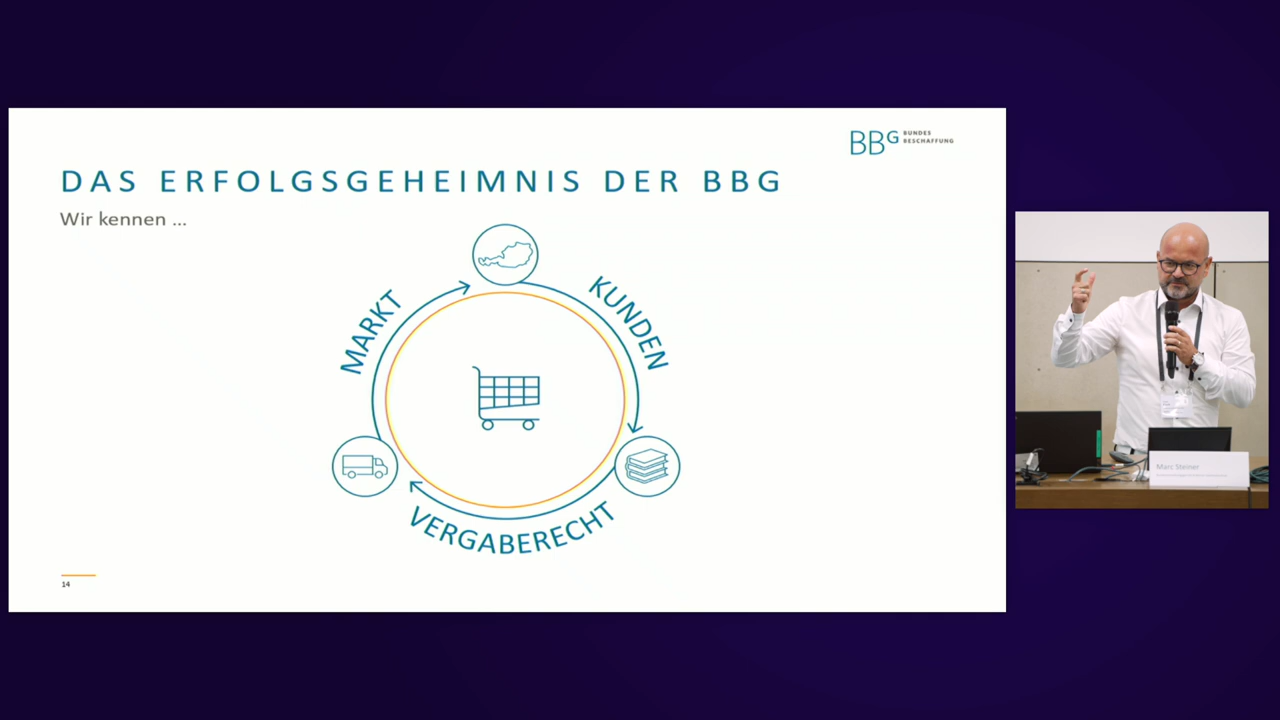 BBG BUNDES
BESCHAFFUNG
DAS ERFOLGSGEHEIMNIS DER BBG
Wir kennen ...
MARKT
KUNDEN
VERGABERECHT
14
Marc Steiner